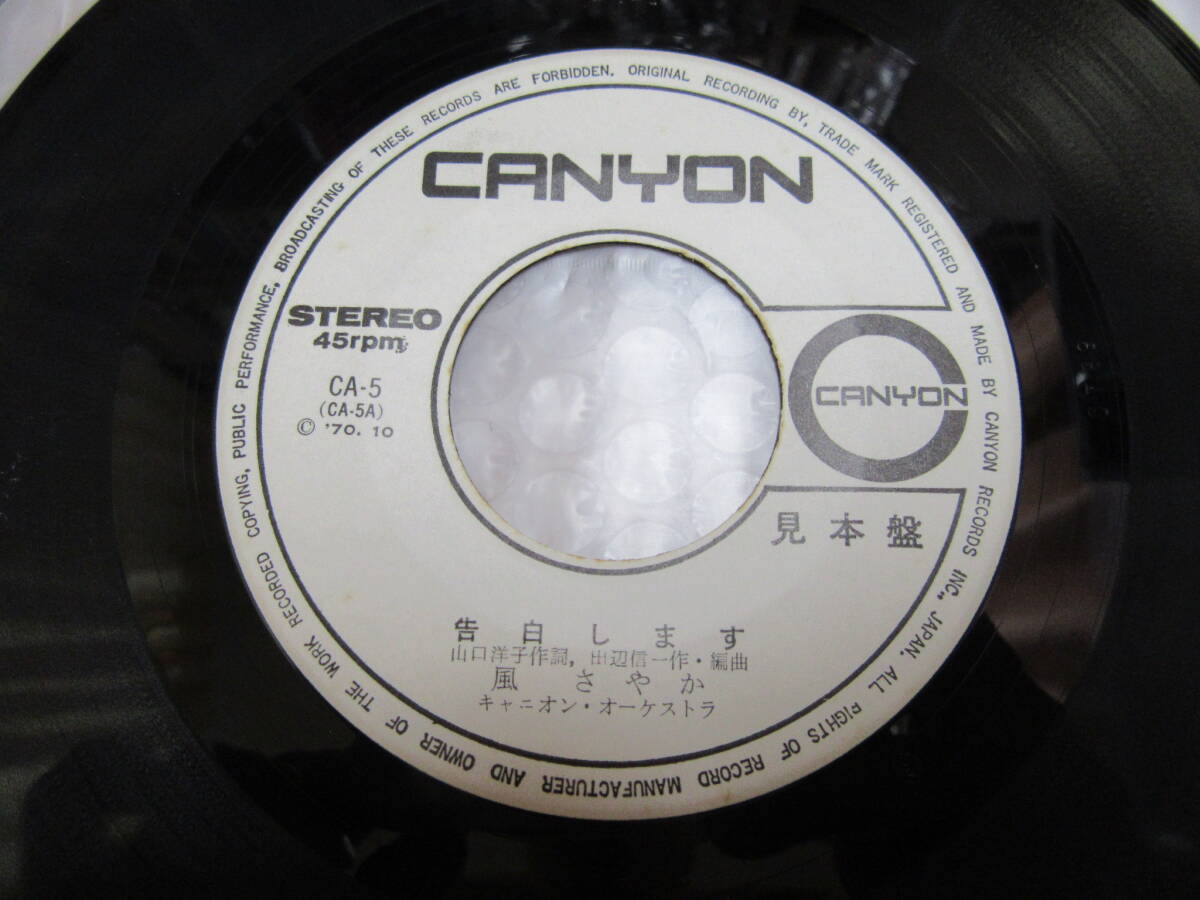 CANYON
STEREO
45rpm
CA-5
(CA-5A)
© '70. 10
CANYON
見本盤
告白します
山口洋子作詞, 田辺信一作・編曲
風 さやか
キャニオン・オーケストラ
ORIGINAL RECORDING BY, TRADE MARK REGISTERED AND MADE BY CANYON RECORDS INC., JAPAN. ALL RIGHTS OF RECORD MANUFACTURER AND OWNER OF THE WORK RECORDED COPYING, PUBLIC PERFORMANCE, BROADCASTING OF THESE RECORDS ARE FORBIDDEN.